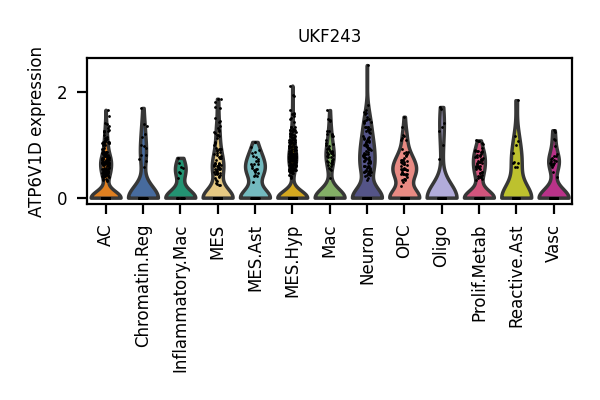 UKF243
ATP6V1D expression
2
0
AC
Chromatin.Reg
Inflammatory.Mac
MES
MES.Ast
MES.Hyp
Mac
Neuron
OPC
Oligo
Prolif.Metab
Reactive.Ast
Vasc